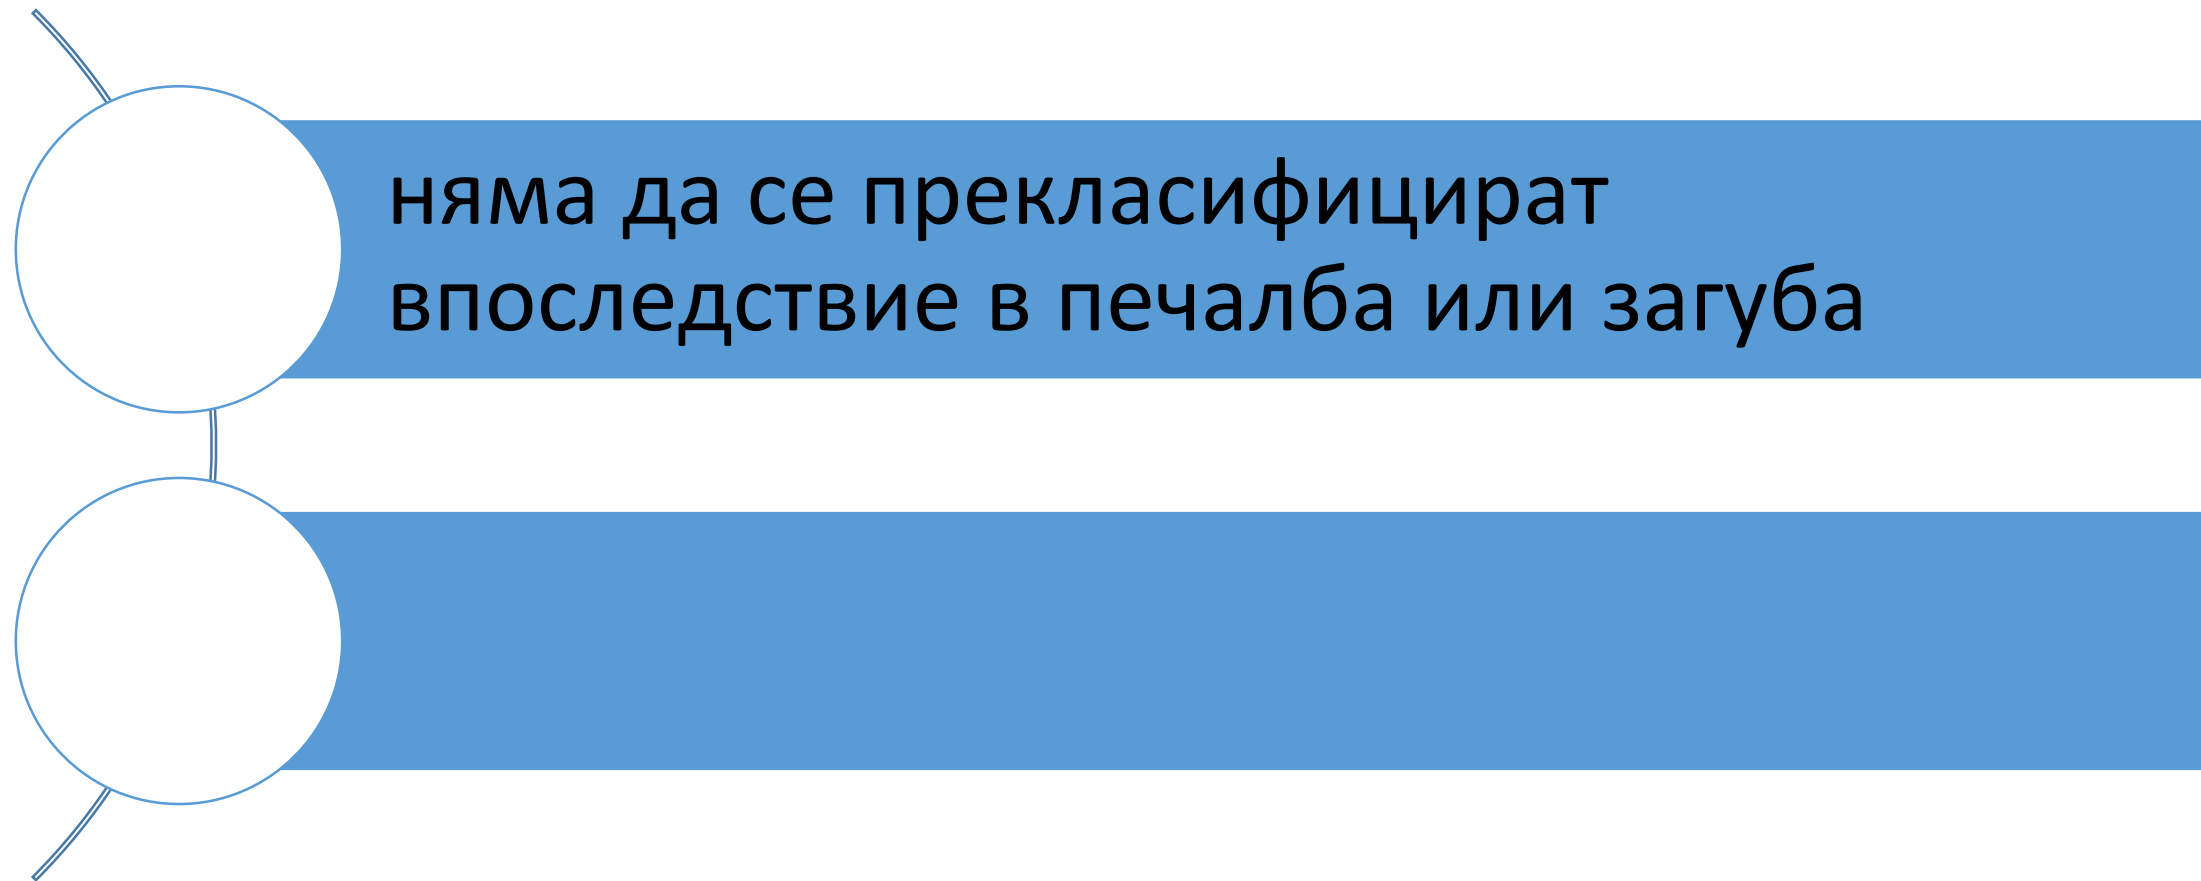 няма да се прекласифицират
впоследствие в печалба или загуба